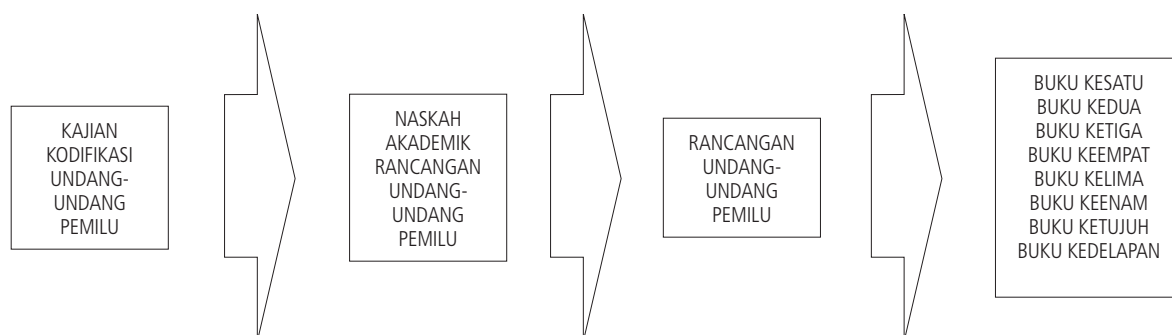 KAJIAN
KODIFIKASI
UNDANG-
UNDANG
PEMILU
NASKAH
AKADEMIK
RANCANGAN
UNDANG-
UNDANG
PEMILU
RANCANGAN
UNDANG-
UNDANG
PEMILU
BUKU KESATU
BUKU KEDUA
BUKU KETIGA
BUKU KEEMPAT
BUKU KELIMA
BUKU KEENAM
BUKU KETUJUH
BUKU KEDELAPAN